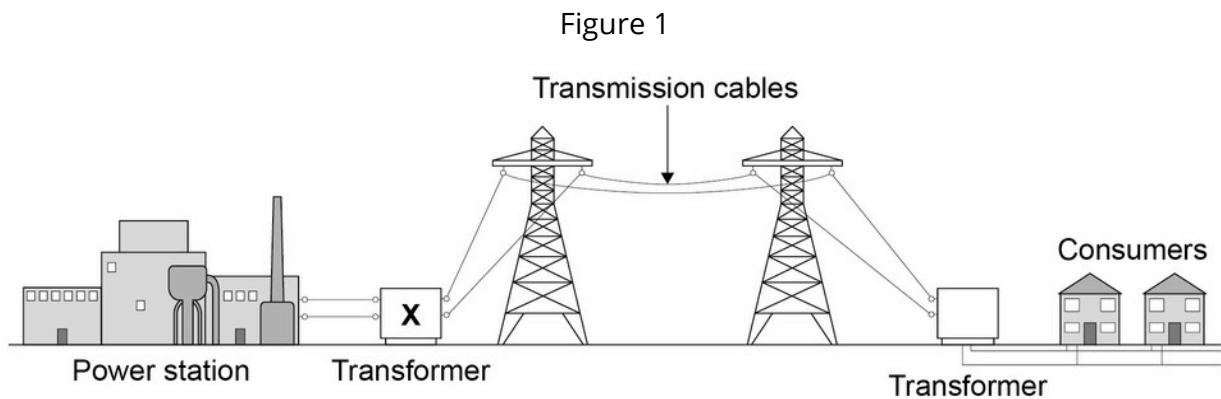 Figure 1
Transmission cables
Consumers
X
Power station
Transformer
Transformer